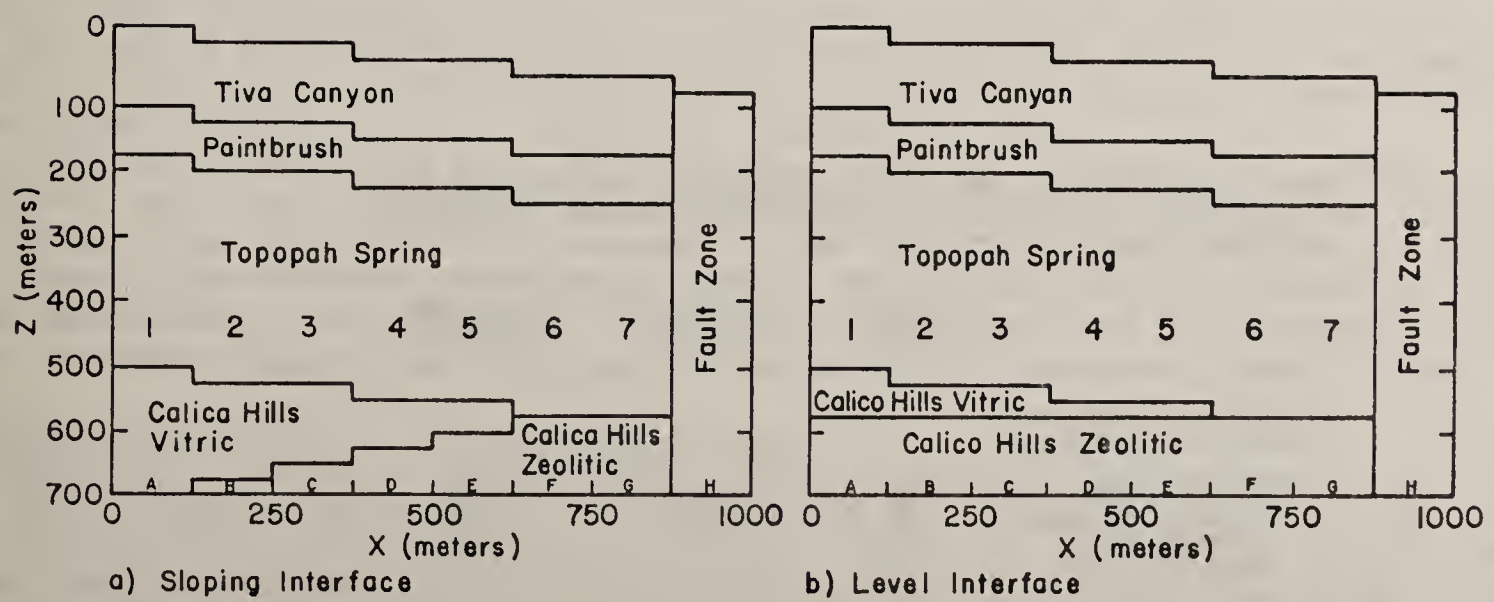 0
100
200
300
400
500
600
700
Z (meters)
Tiva Canyon
Paintbrush
Topopah Spring
1 2 3 4 5 6 7
Fault Zone
Calica Hills
Vitric
Calica Hills
Zeolitic
A B C D E F G H
0 250 500 750 1000
X (meters)
a) Sloping Interface
Tiva Canyan
Paintbrush
Topopah Spring
1 2 3 4 5 6 7
Fault Zone
Calico Hills Vitric
Calico Hills Zeolitic
A B C D E F G H
0 250 500 750 1000
X (meters)
b) Level Interface